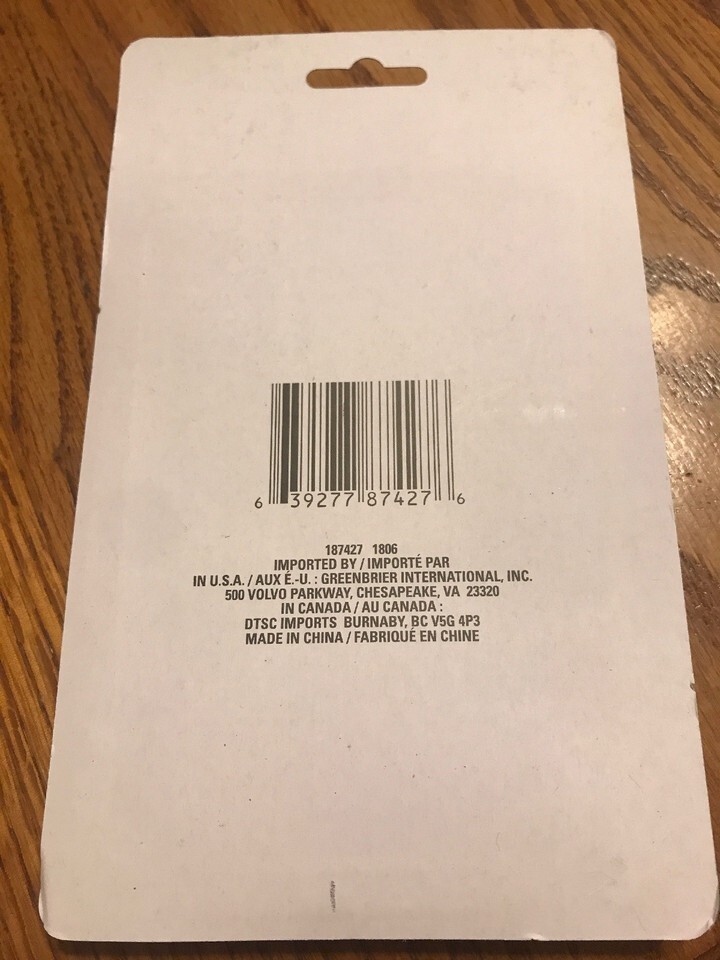 6 39277 87427 6
187427 1806
IMPORTED BY / IMPORTÉ PAR
IN U.S.A. / AUX É.-U. : GREENBRIER INTERNATIONAL, INC.
500 VOLVO PARKWAY, CHESAPEAKE, VA 23320
IN CANADA / AU CANADA :
DTSC IMPORTS BURNABY, BC V5G 4P3
MADE IN CHINA / FABRIQUÉ EN CHINE